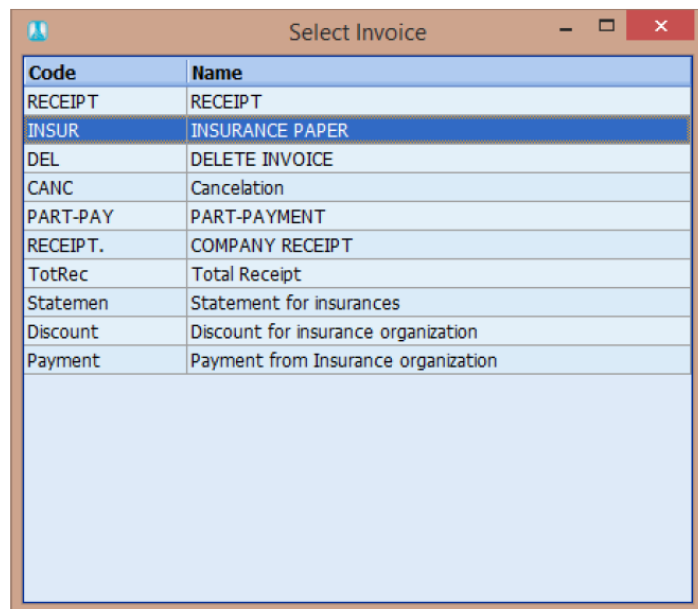 Select Invoice
Code Name
RECEIPT RECEIPT
INSUR INSURANCE PAPER
DEL DELETE INVOICE
CANC Cancelation
PART-PAY PART-PAYMENT
RECEIPT. COMPANY RECEIPT
TotRec Total Receipt
Statemen Statement for insurances
Discount Discount for insurance organization
Payment Payment from Insurance organization